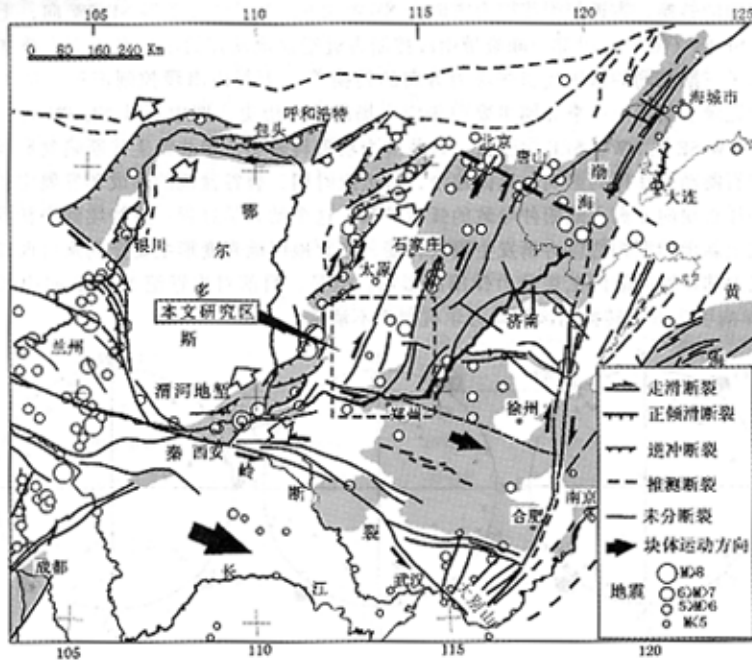 105
110
115
120
125
0 80 160 240 Km
呼和浩特
包头
北京
唐山
海城市
渤
海
大连
鄂
尔
多
斯
银川
石家庄
太原
本文研究区
济南
黄
海
兰州
渭河地堑
郑州
徐州
秦
西安
岭
断
裂
南京
合肥
成都
长
江
武汉
大别山
走滑断裂
正倾滑断裂
逆冲断裂
推测断裂
未分断裂
块体运动方向
地震
M>8
6>M>7
5>M>6
M<5
105
110
115
120